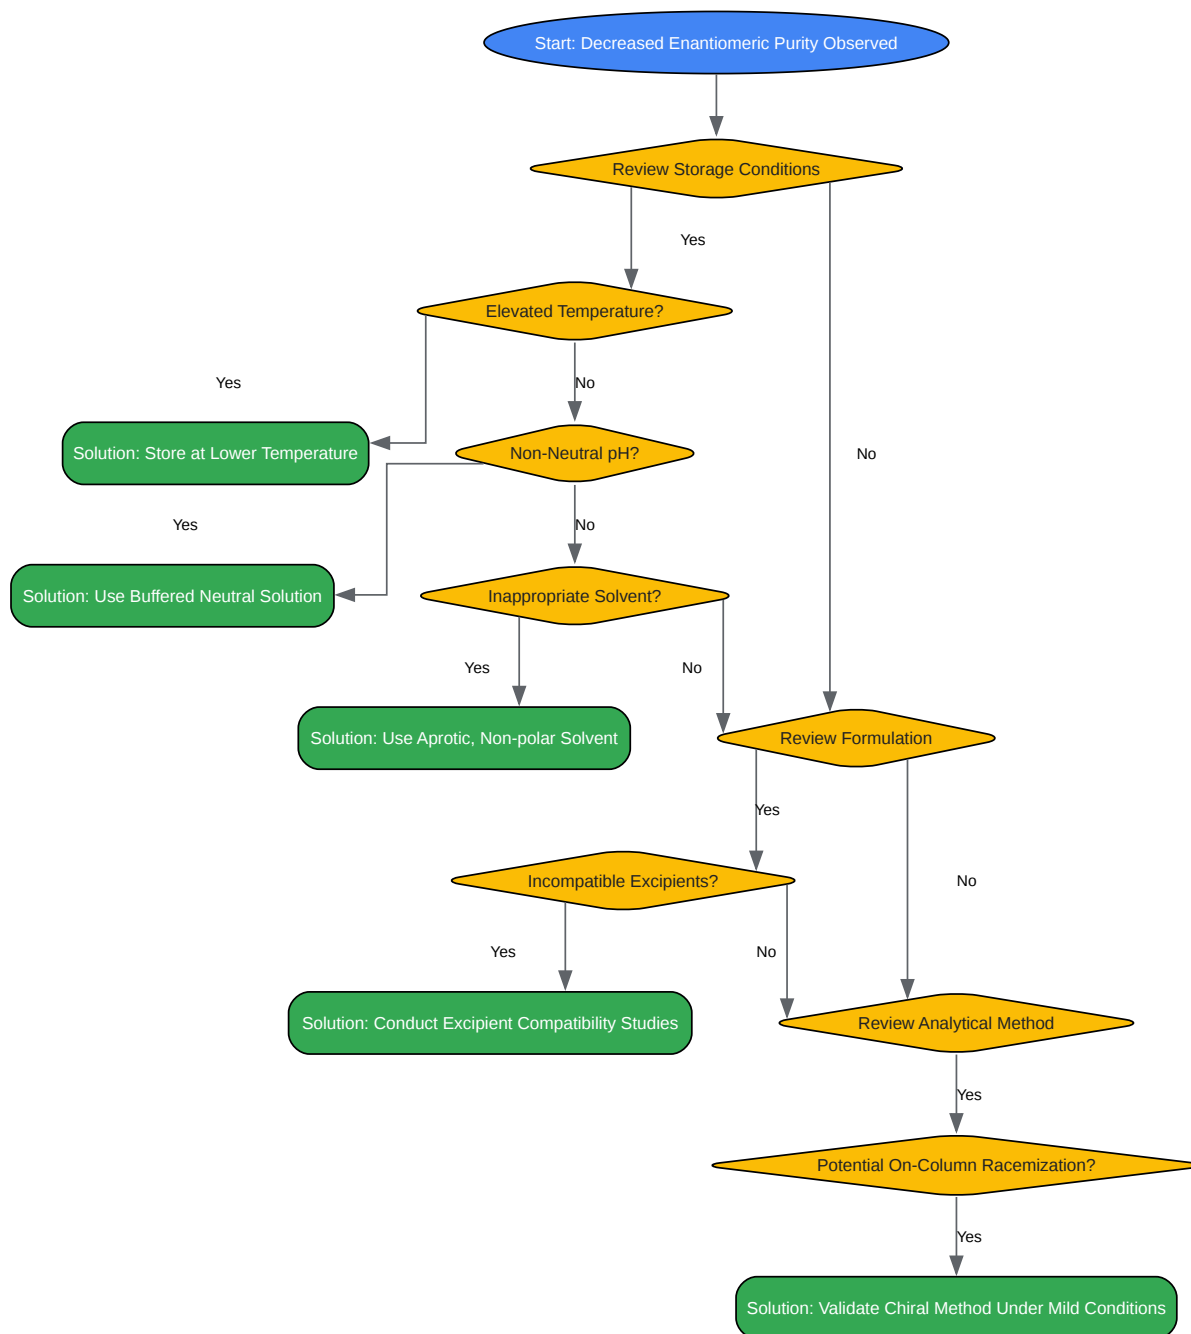 Start: Decreased Enantiomeric Purity Observed
Review Storage Conditions
Yes
Elevated Temperature?
Yes
No
Solution: Store at Lower Temperature
Non-Neutral pH?
No
Yes
No
Solution: Use Buffered Neutral Solution
Inappropriate Solvent?
Yes
No
Solution: Use Aprotic, Non-polar Solvent
Review Formulation
Yes
Incompatible Excipients?
No
Yes
No
Solution: Conduct Excipient Compatibility Studies
Review Analytical Method
Yes
Potential On-Column Racemization?
Yes
Solution: Validate Chiral Method Under Mild Conditions